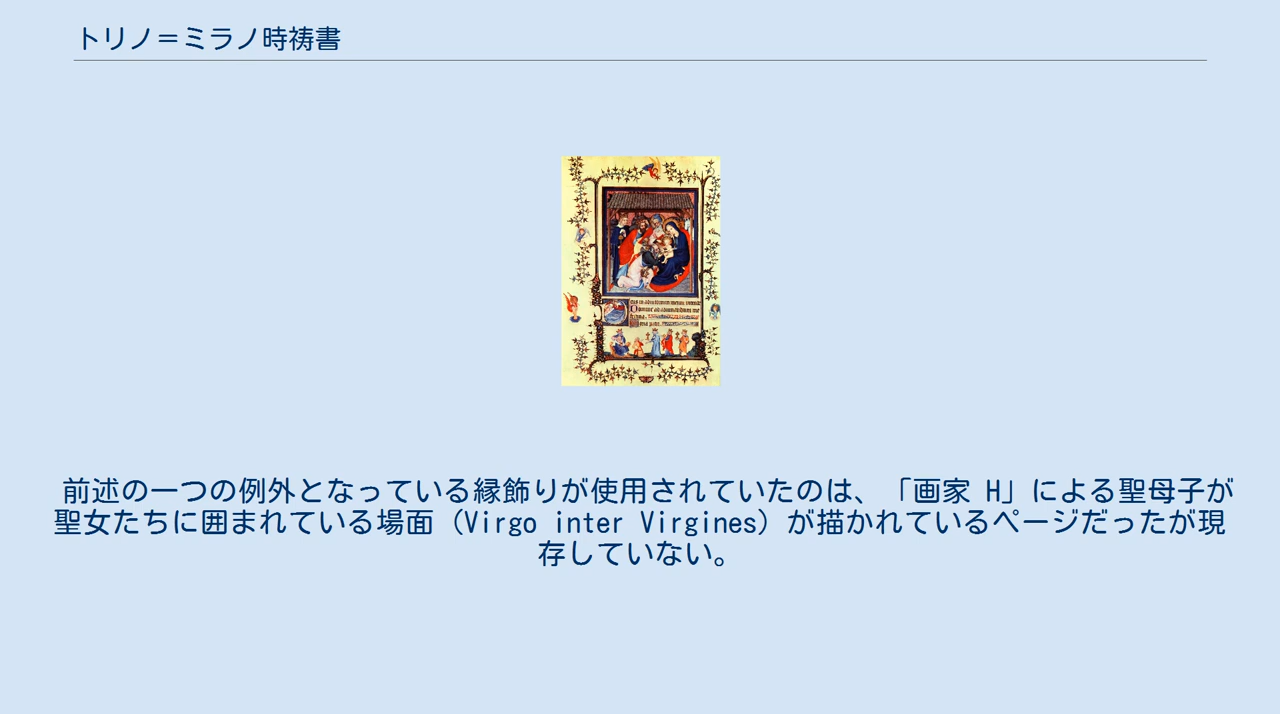 トリノ＝ミラノ時祷書
前述の一つの例外となっている縁飾りが使用されていたのは、「画家 H」による聖母子が
聖女たちに囲まれている場面（Virgo inter Virgines）が描かれているページだったが現
存していない。